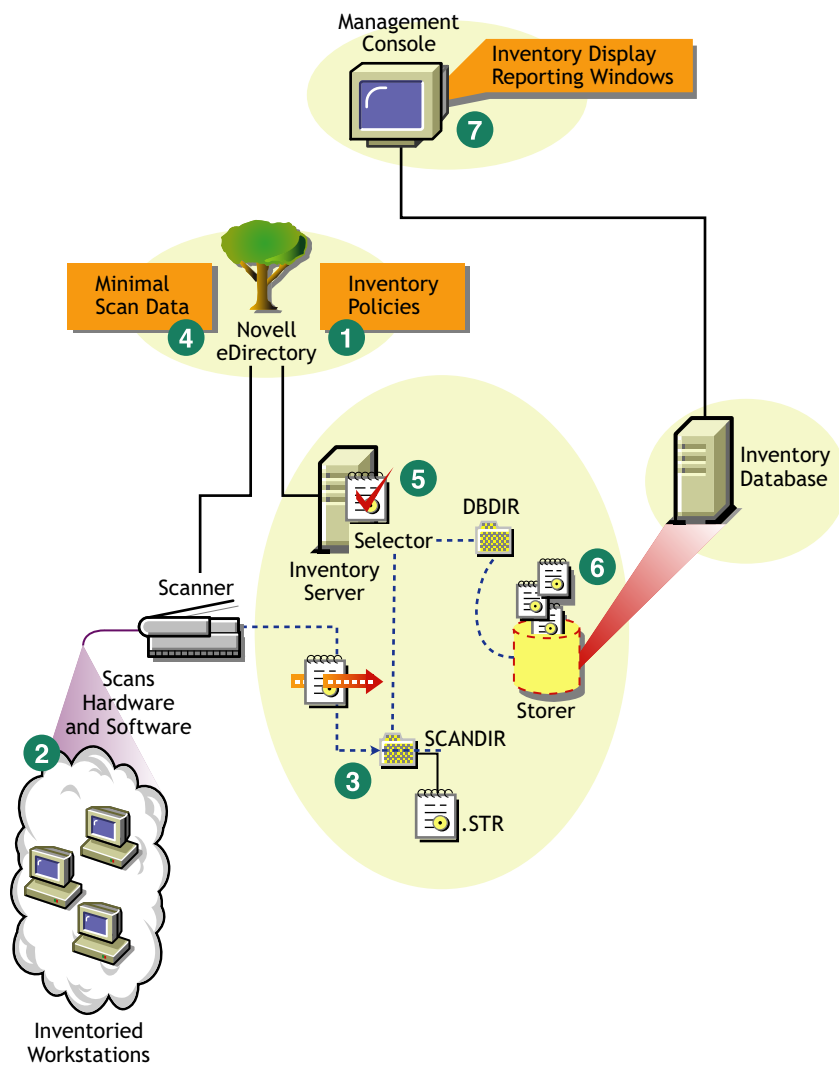 Management
Console
Inventory Display
Reporting Windows
7
Minimal
Scan Data
4
Inventory
Policies
1
Novell
eDirectory
Inventory
Database
5
DBDIR
Selector
Inventory
Server
6
Scanner
Storer
Scans
Hardware
and Software
2
SCANDIR
3
.STR
Inventoried
Workstations